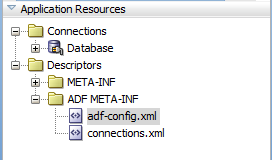 Application Resources
Connections
Database
Descriptors
META-INF
ADF META-INF
adf-config.xml
connections.xml